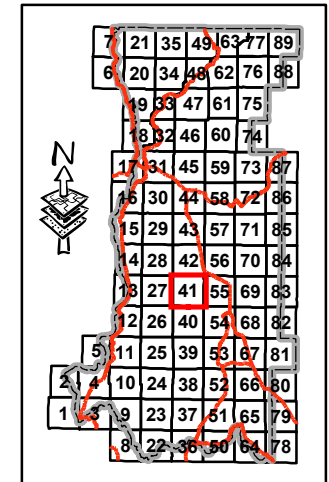 7 21 35 49 63 77 89
6 20 34 48 62 76 88
19 33 47 61 75
18 32 46 60 74
N
17 31 45 59 73 87
16 30 44 58 72 86
15 29 43 57 71 85
14 28 42 56 70 84
13 27 41 55 69 83
12 26 40 54 68 82
5 11 25 39 53 67 81
2 4 10 24 38 52 66 80
1 3 9 23 37 51 65 79
8 22 36 50 64 78